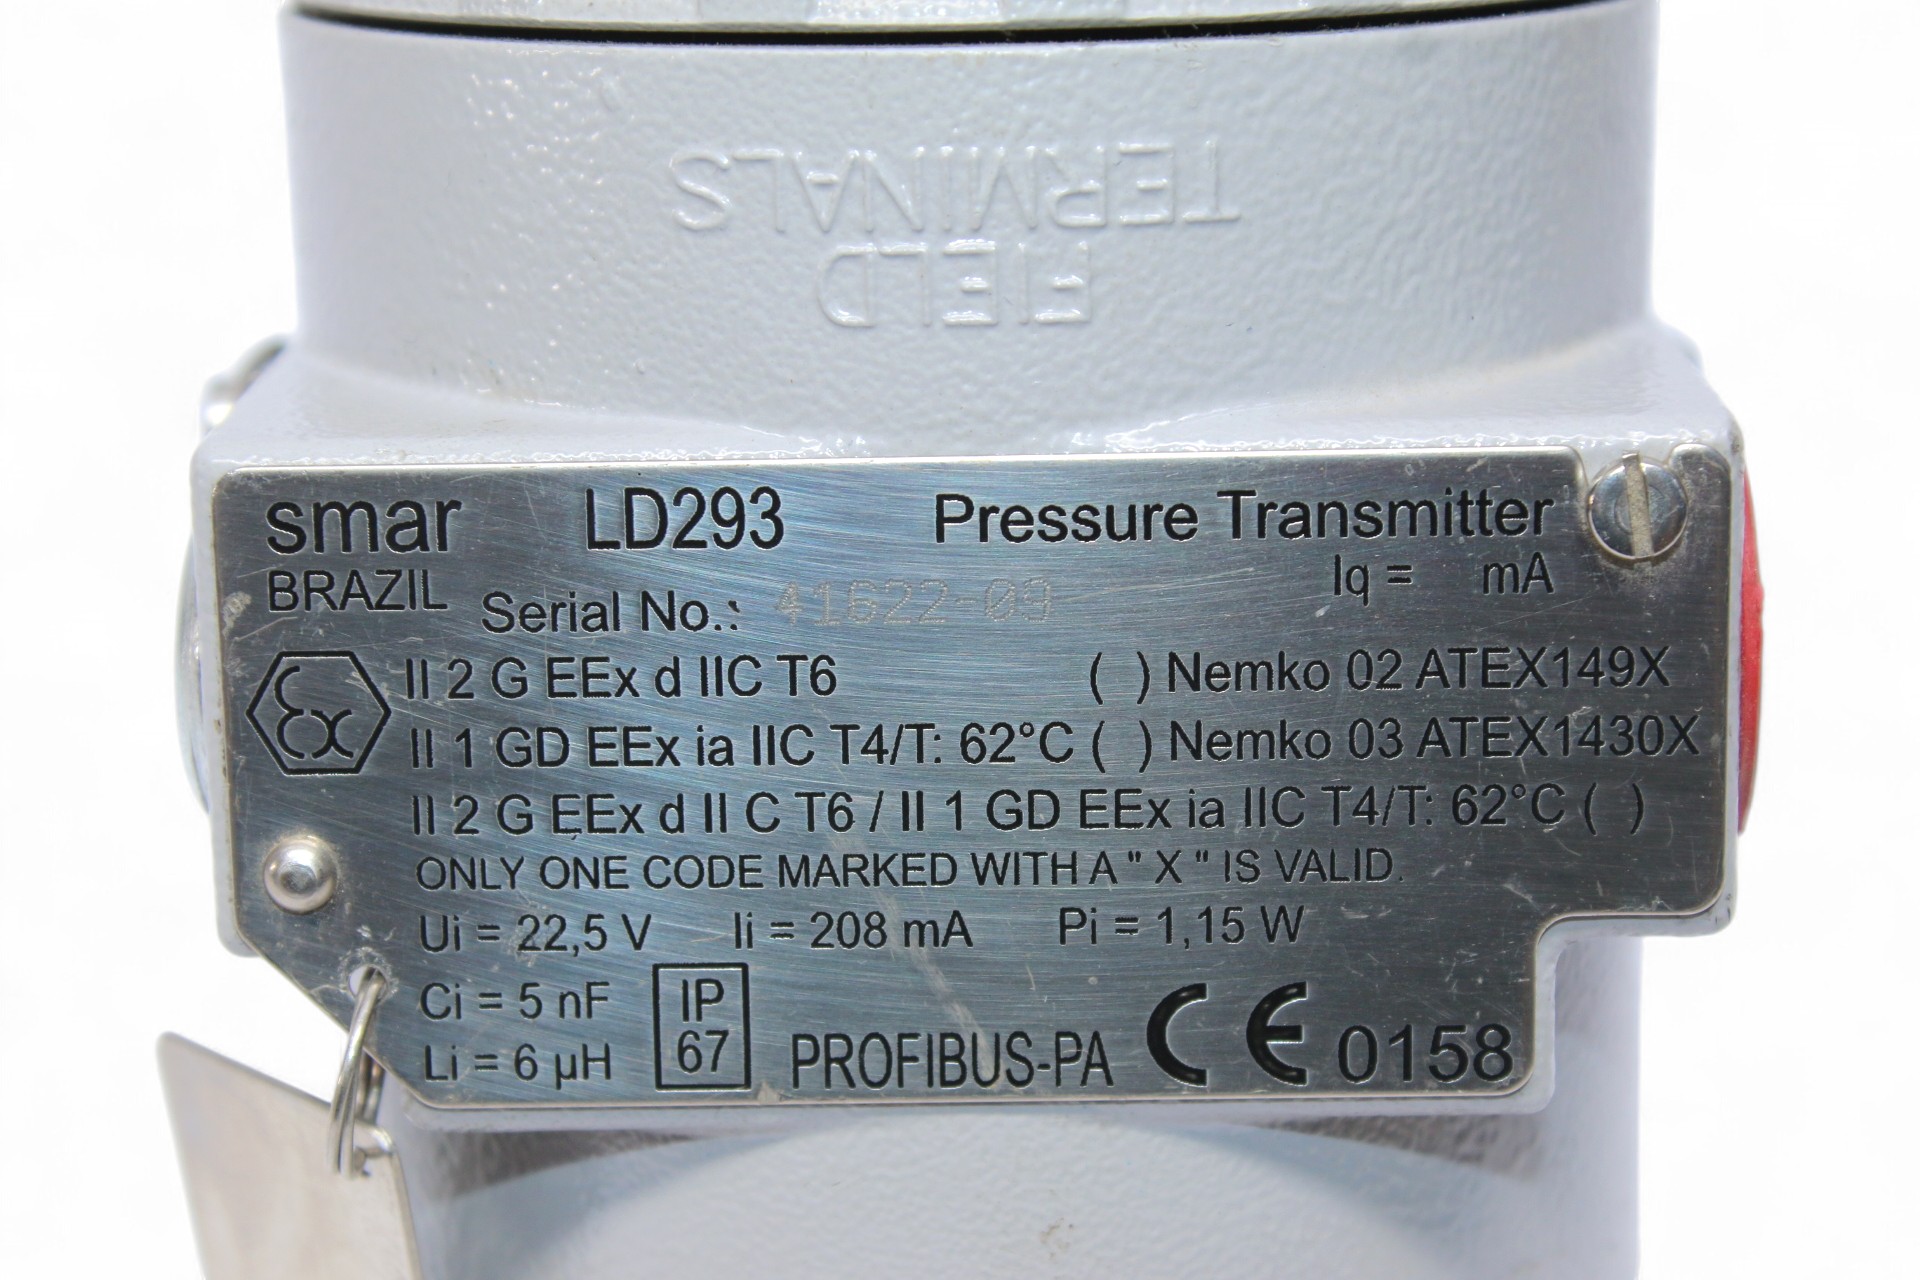 FIELD
TERMINALS
smar LD293 Pressure Transmitter
BRAZIL Serial No.: 41622-09 Iq = mA
Ex II 2 G EEx d IIC T6 ( ) Nemko 02 ATEX149X
II 1 GD EEx ia IIC T4/T: 62°C ( ) Nemko 03 ATEX1430X
II 2 G EEx d II C T6 / II 1 GD EEx ia IIC T4/T: 62°C ( )
ONLY ONE CODE MARKED WITH A " X " IS VALID.
Ui = 22,5 V Ii = 208 mA Pi = 1,15 W
Ci = 5 nF IP
Li = 6 µH 67 PROFIBUS-PA CE 0158